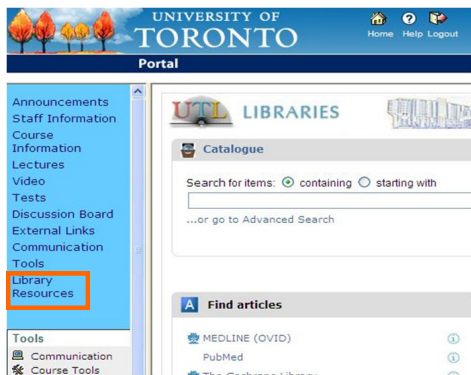 UNIVERSITY OF
TORONTO
Home Help Logout
Portal
Announcements
Staff Information
Course
Information
Lectures
Video
Tests
Discussion Board
External Links
Communication
Tools
Library
Resources
Tools
Communication
Course Tools
UTL LIBRARIES
Catalogue
Search for items: containing starting with
...or go to Advanced Search
A Find articles
MEDLINE (OVID)
PubMed
The Cochrane Library